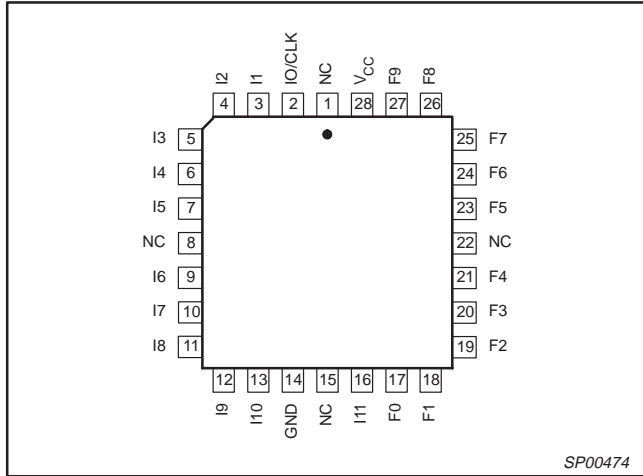 I2 I1 IO/CLK NC VCC F9 F8
4 3 2 1 28 27 26
I3 5 25 F7
I4 6 24 F6
I5 7 23 F5
NC 8 22 NC
I6 9 21 F4
I7 10 20 F3
I8 11 19 F2
12 13 14 15 16 17 18
I9 I10 GND NC I11 F0 F1
SP00474